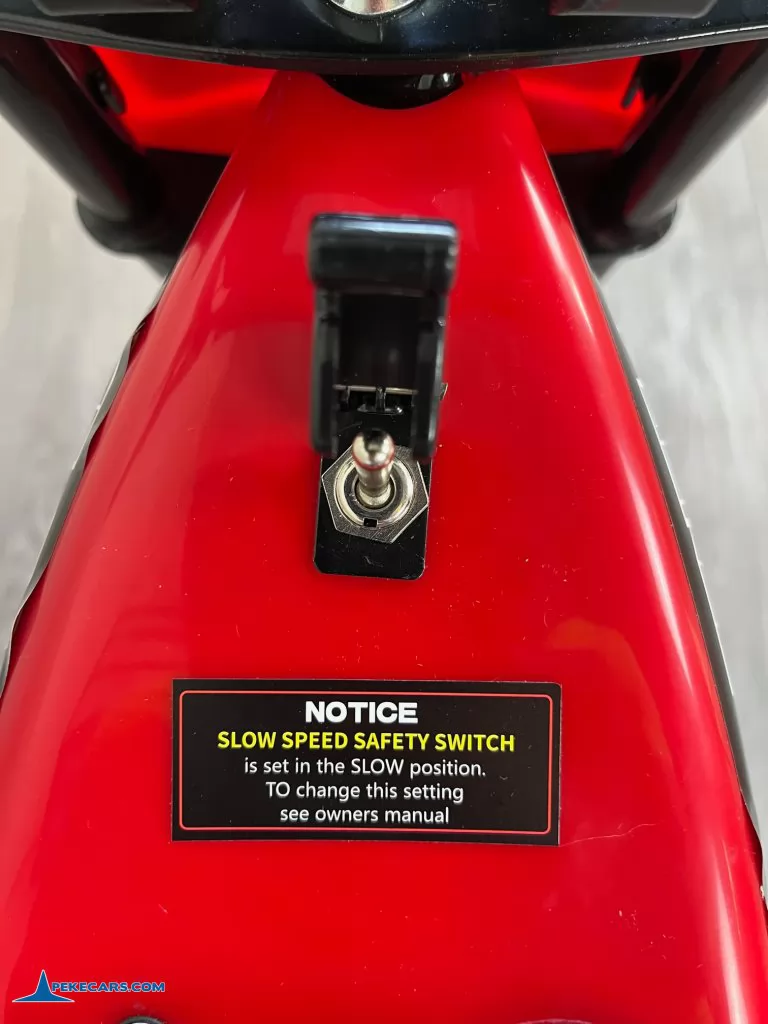 NOTICE
SLOW SPEED SAFETY SWITCH
is set in the SLOW position.
TO change this setting
see owners manual
PEKECARS.COM